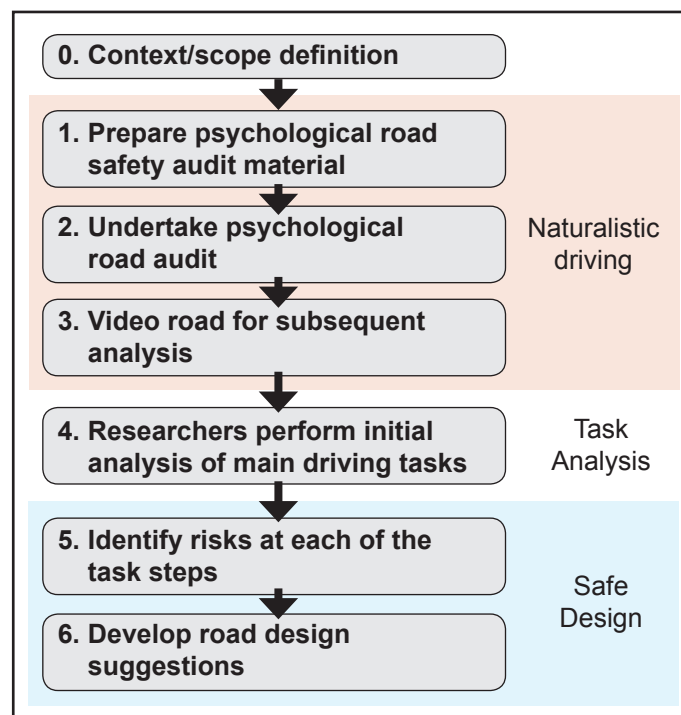 0. Context/scope definition
1. Prepare psychological road
safety audit material
2. Undertake psychological
road audit
3. Video road for subsequent
analysis
Naturalistic
driving
4. Researchers perform initial
analysis of main driving tasks
Task
Analysis
5. Identify risks at each of the
task steps
6. Develop road design
suggestions
Safe
Design